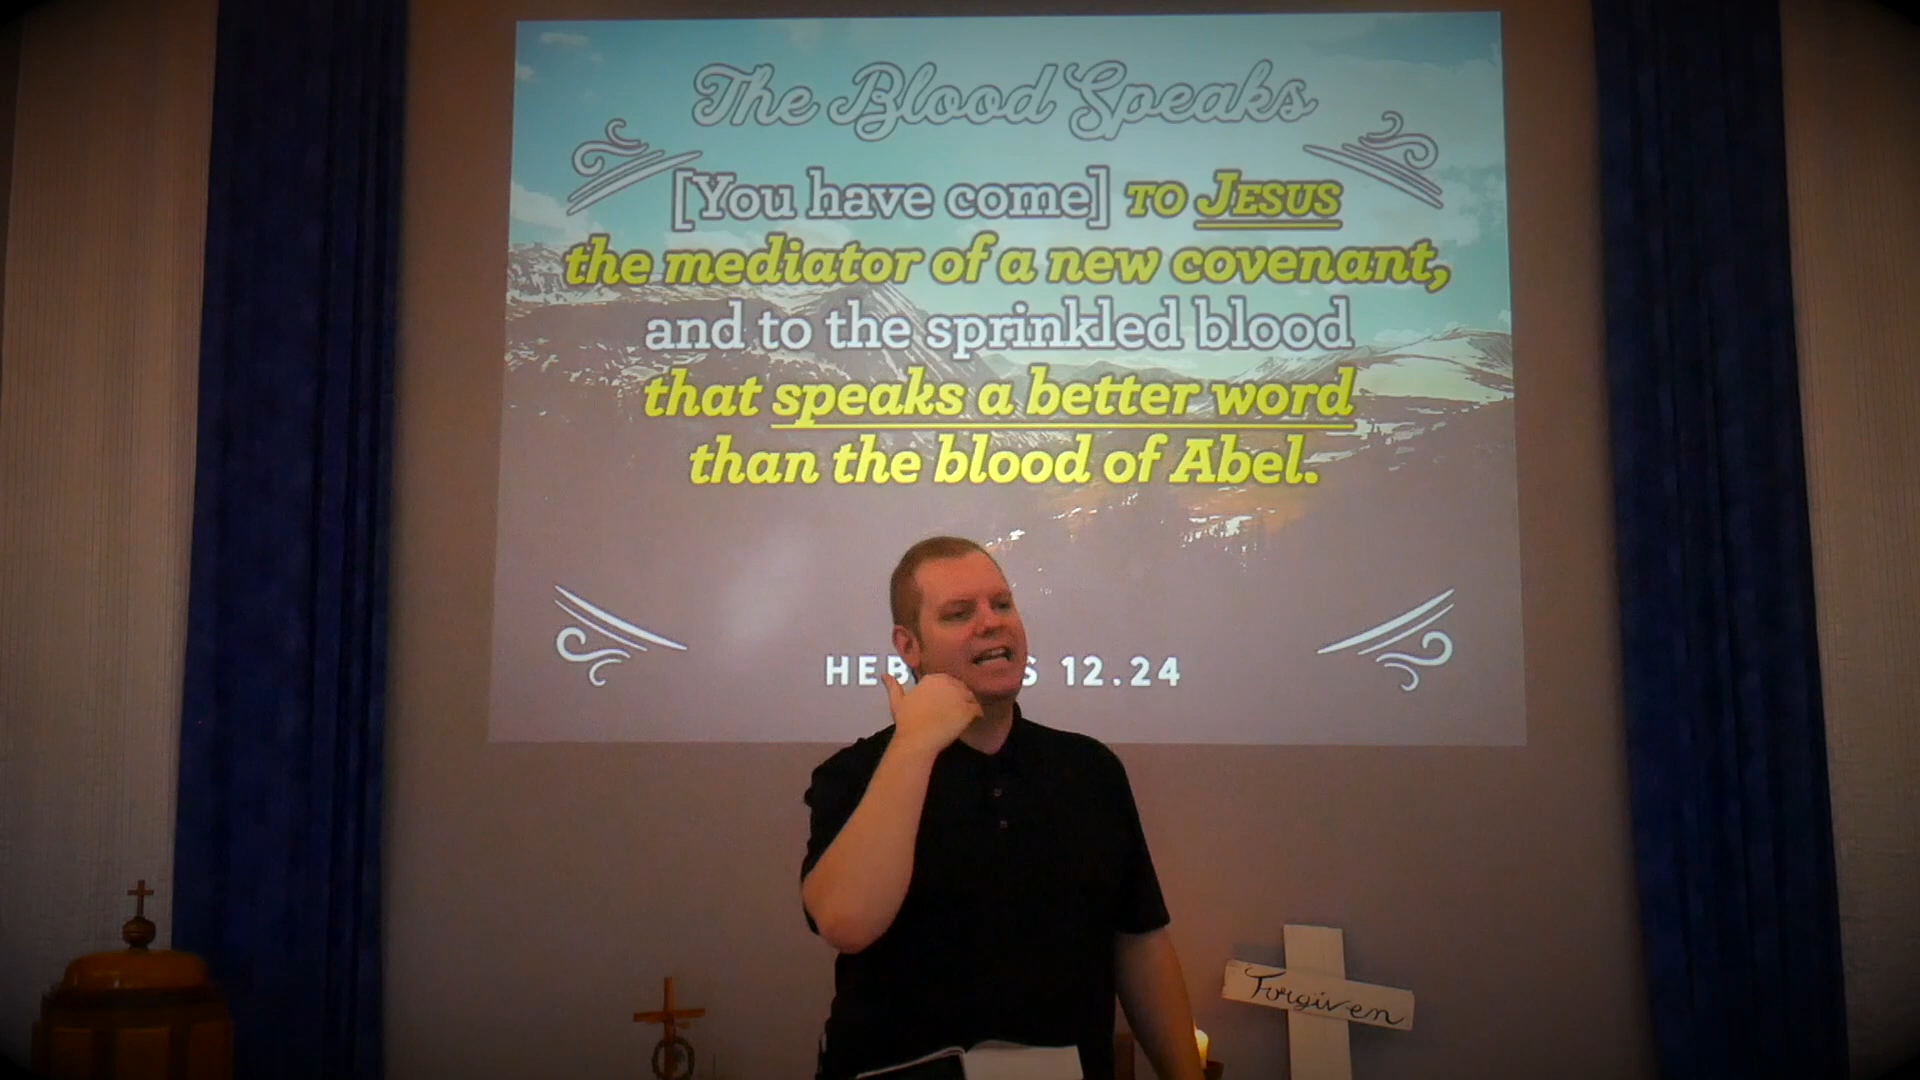 The Blood Speaks
[You have come] TO JESUS
the mediator of a new covenant,
and to the sprinkled blood
that speaks a better word
than the blood of Abel.
12.24
Forgiven